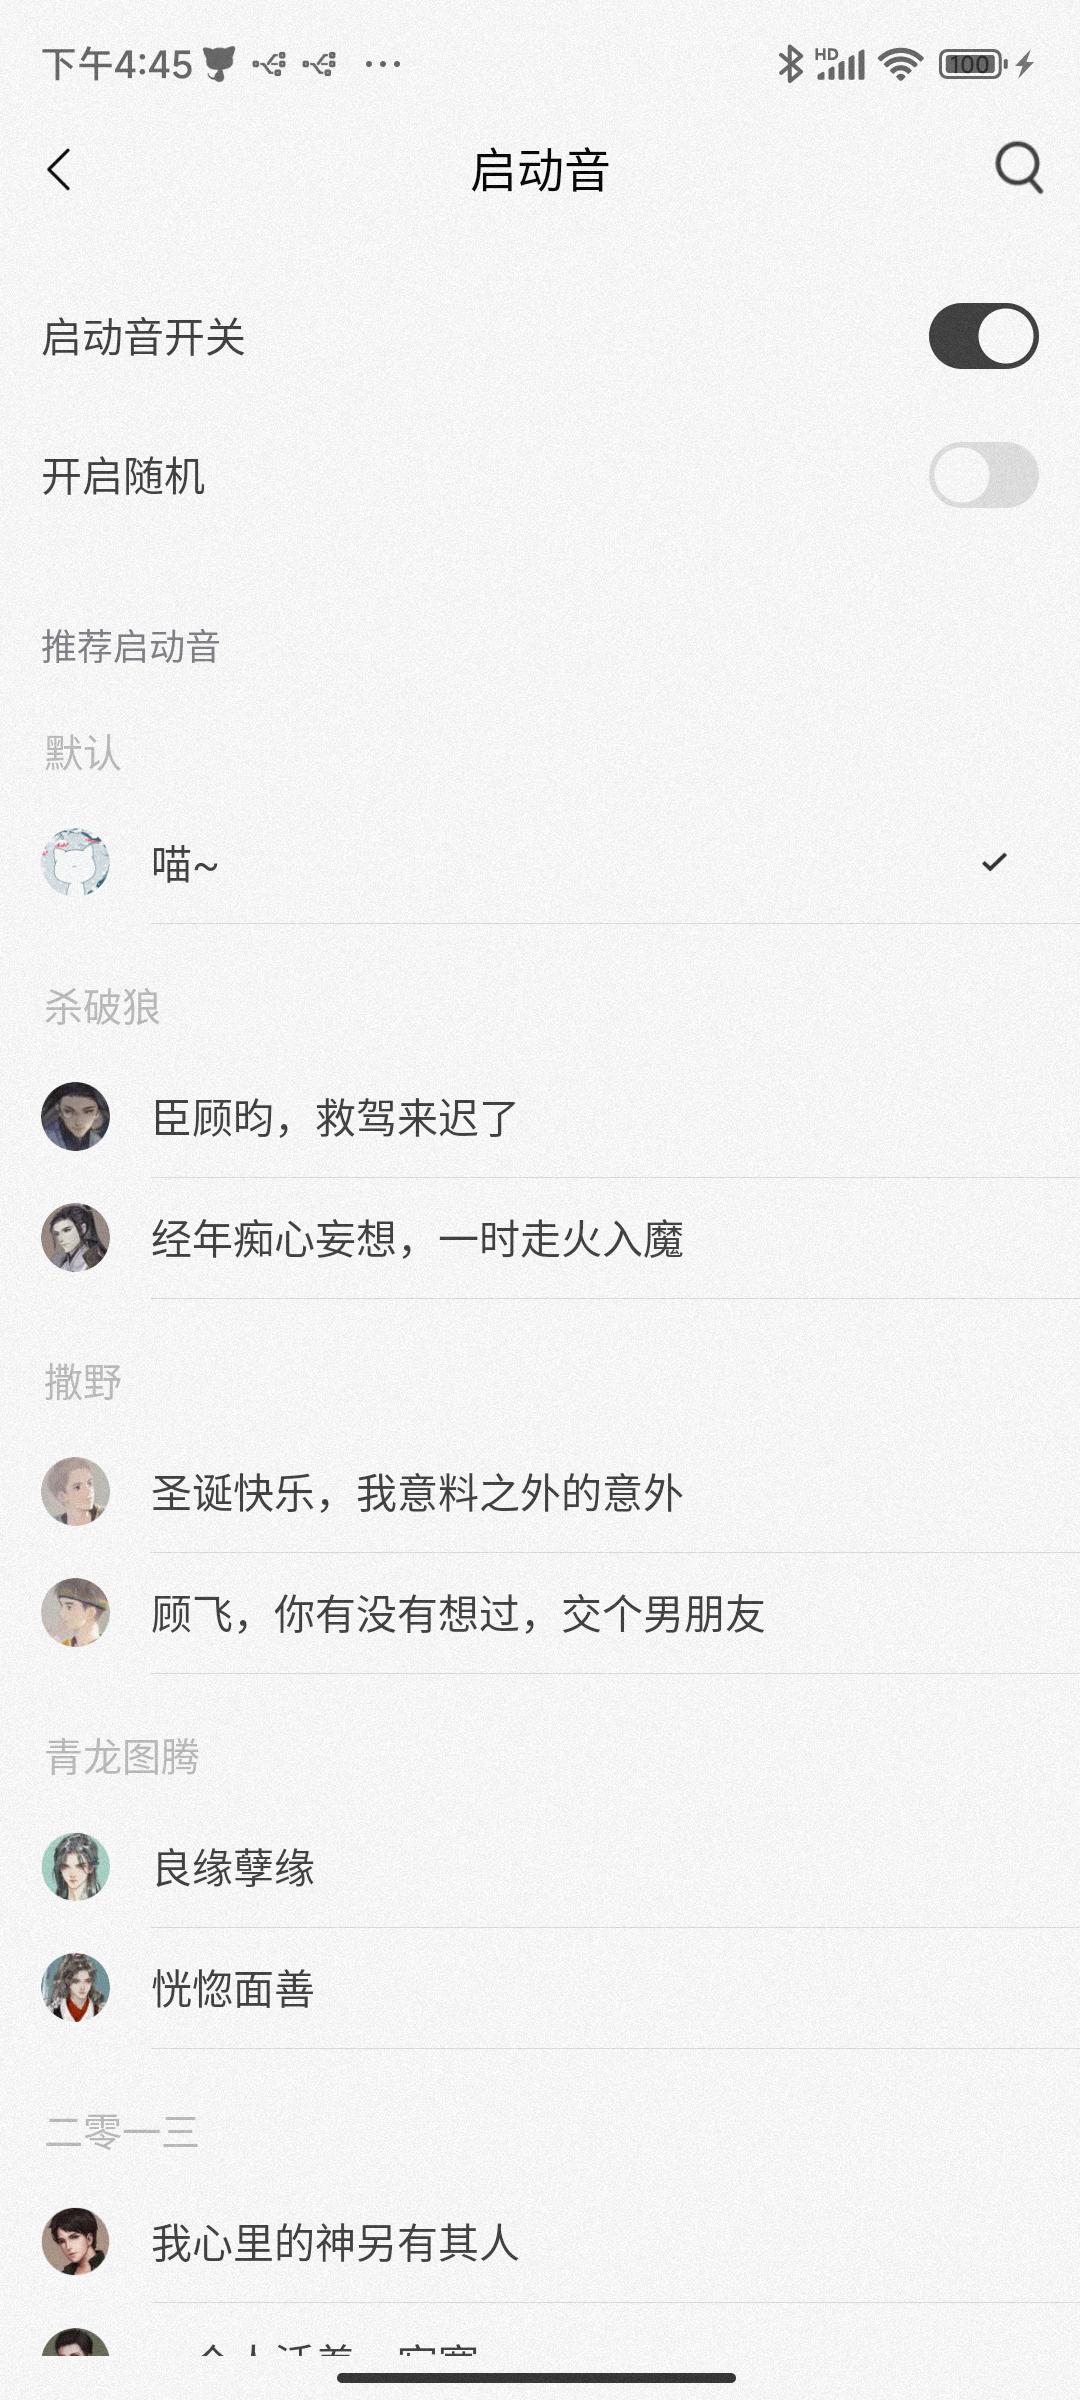 下午4:45
HD
100
启动音
启动音开关
开启随机
推荐启动音
默认
喵~
杀破狼
臣顾昀，救驾来迟了
经年痴心妄想，一时走火入魔
撒野
圣诞快乐，我意料之外的意外
顾飞，你有没有想过，交个男朋友
青龙图腾
良缘孽缘
恍惚面善
二零一三
我心里的神另有其人